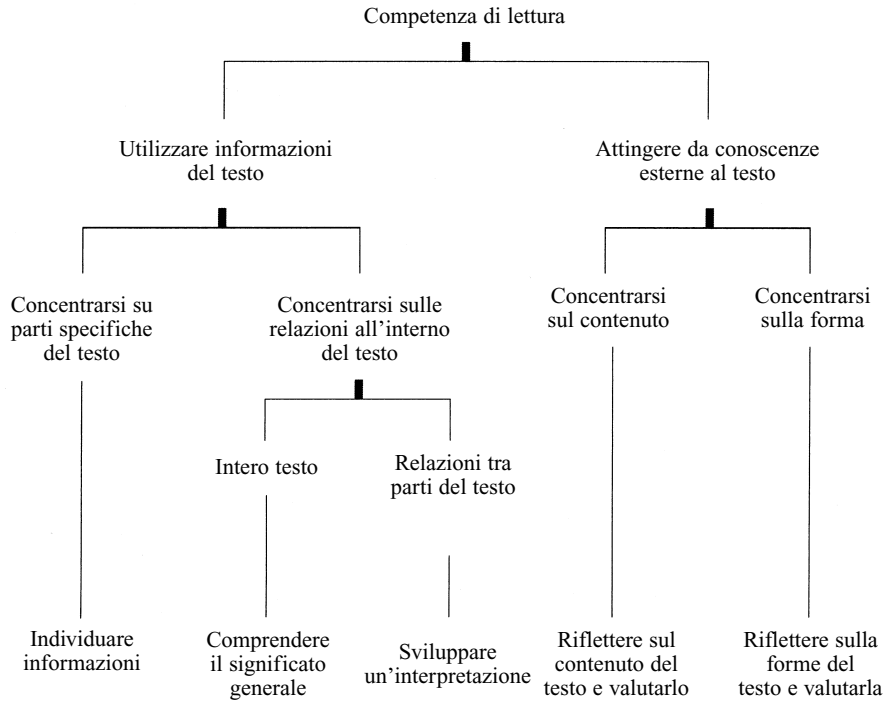 Competenza di lettura
Utilizzare informazioni
del testo
Attingere da conoscenze
esterne al testo
Concentrarsi su
parti specifiche
del testo
Concentrarsi sulle
relazioni all'interno
del testo
Concentrarsi
sul contenuto
Concentrarsi
sulla forma
Intero testo
Relazioni tra
parti del testo
Individuare
informazioni
Comprendere
il significato
generale
Sviluppare
un'interpretazione
Riflettere sul
contenuto del
testo e valutarlo
Riflettere sulla
forme del
testo e valutarla